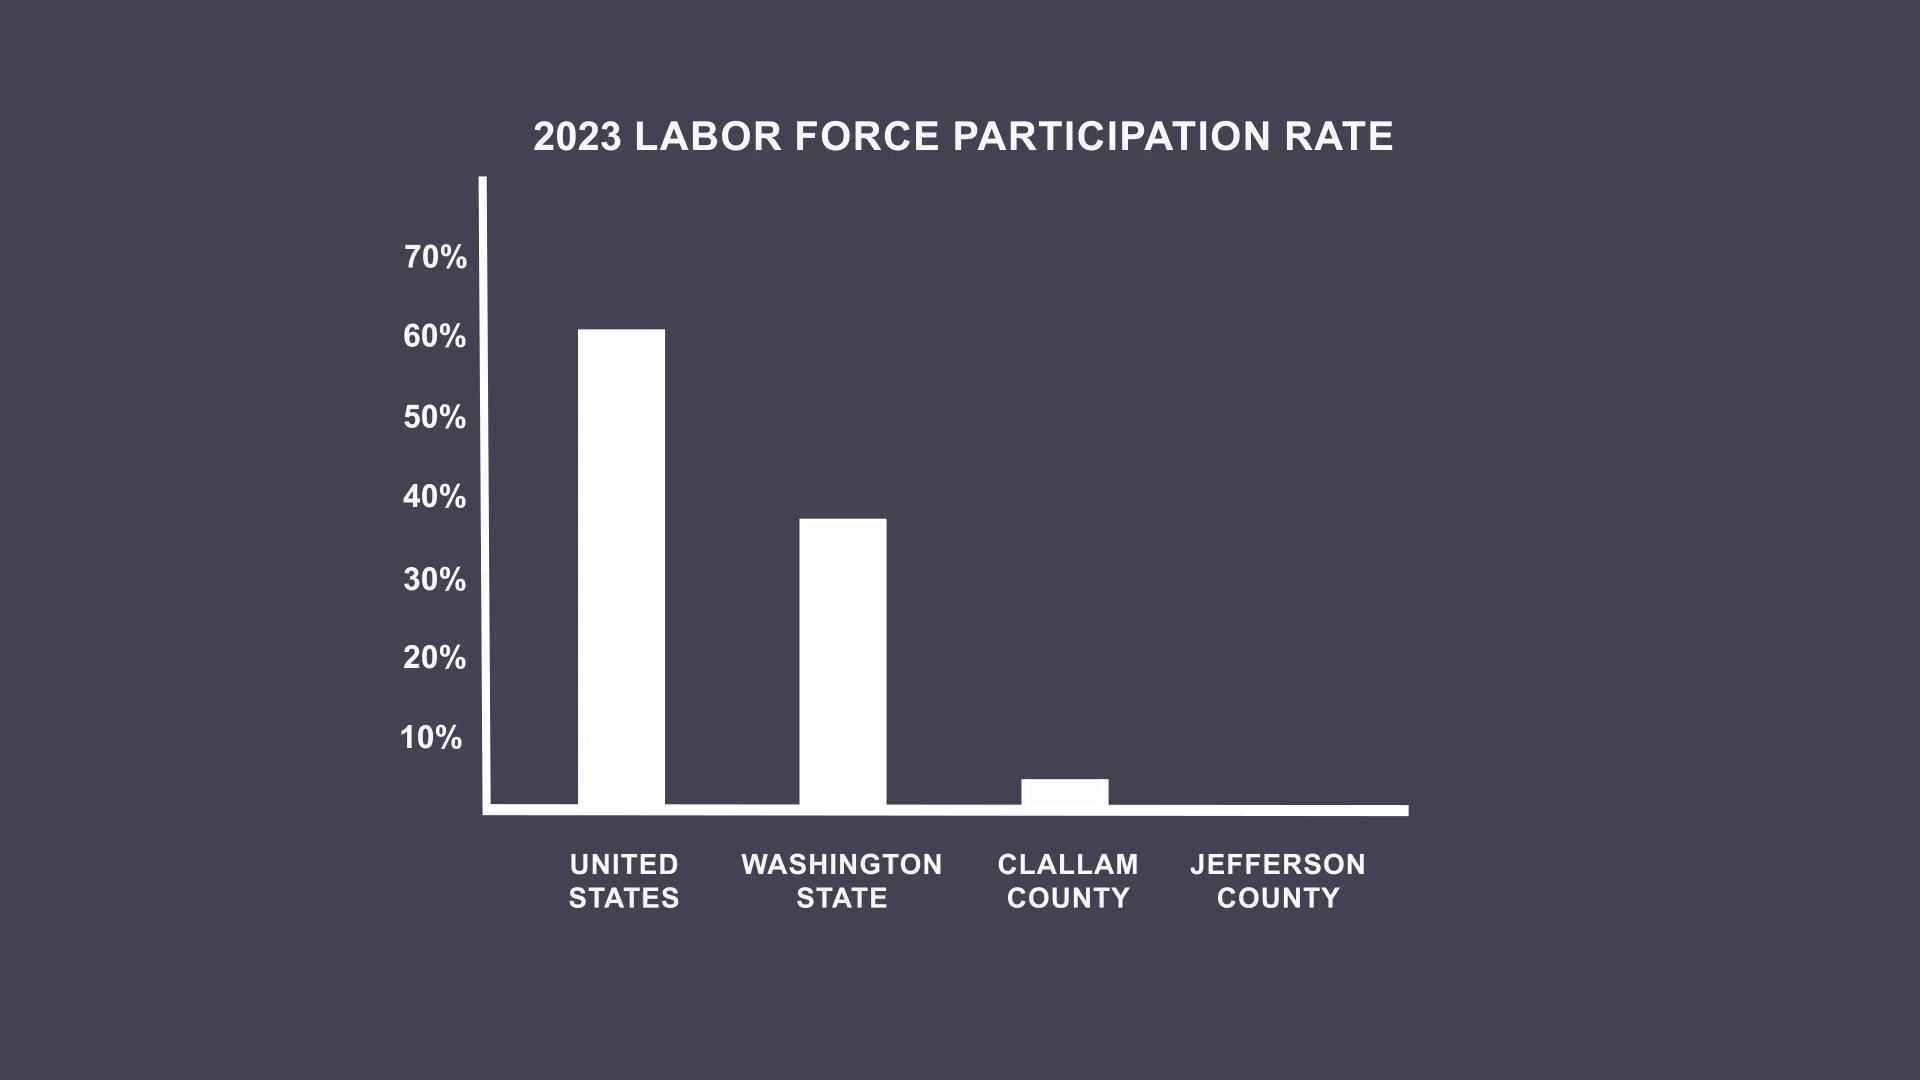 2023 LABOR FORCE PARTICIPATION RATE
70%
60%
50%
40%
30%
20%
10%
UNITED
STATES
WASHINGTON
STATE
CLALLAM
COUNTY
JEFFERSON
COUNTY